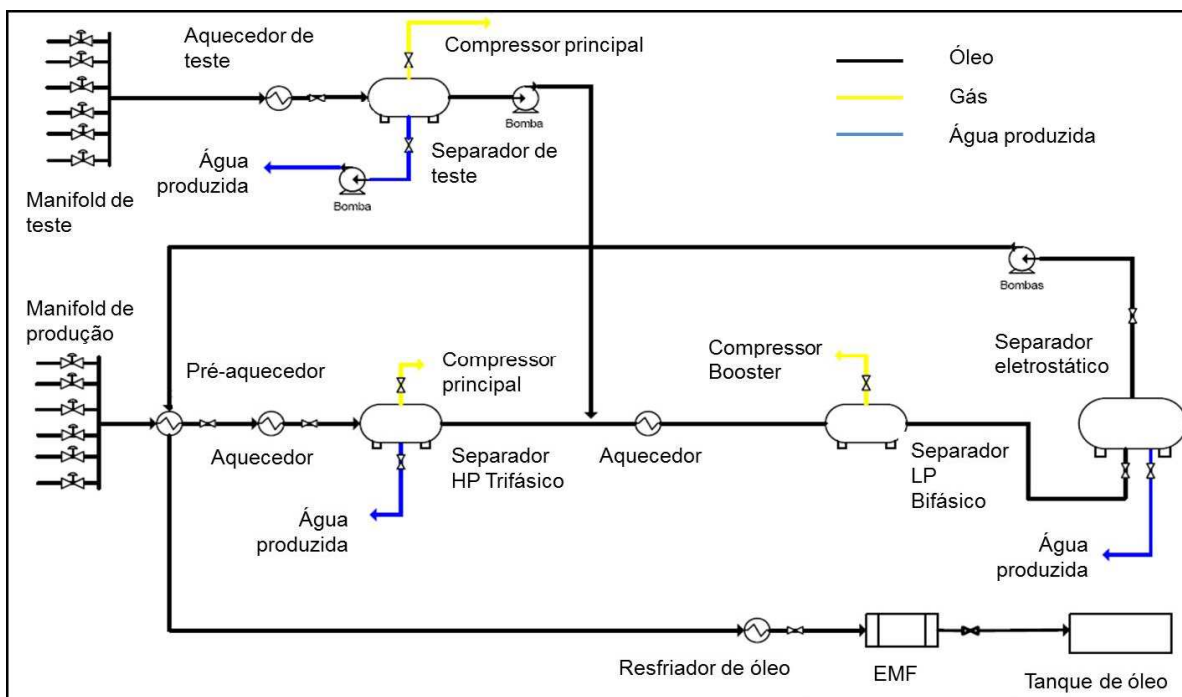 Aquecedor de
teste
Compressor principal
Óleo
Gás
Água produzida
Bomba
Separador de
teste
Água
produzida
Bomba
Manifold de
teste
Manifold de
produção
Bombas
Separador
eletrostático
Pré-aquecedor
Compressor
principal
Compressor
Booster
Aquecedor
Separador
HP Trifásico
Aquecedor
Separador
LP
Bifásico
Água
produzida
Água
produzida
Resfriador de óleo
EMF
Tanque de óleo